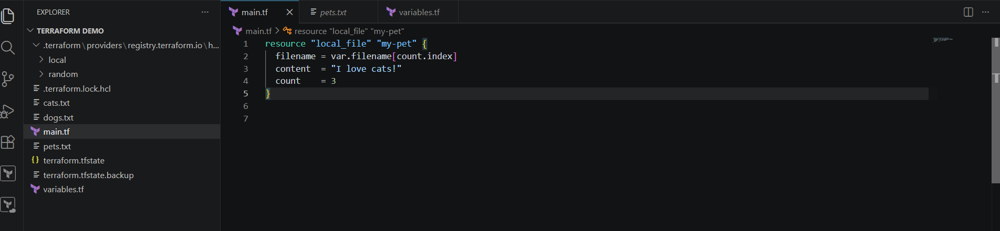 EXPLORER ···
TERRAFORM DEMO
.terraform\providers\registry.terraform.io\h...
local
random
.terraform.lock.hcl
cats.txt
dogs.txt
main.tf
pets.txt
{} terraform.tfstate
terraform.tfstate.backup
variables.tf
main.tf pets.txt variables.tf
main.tf > resource "local_file" "my-pet"
1 resource "local_file" "my-pet" {
2 filename = var.filename[count.index]
3 content = "I love cats!"
4 count = 3
5 }
6
7